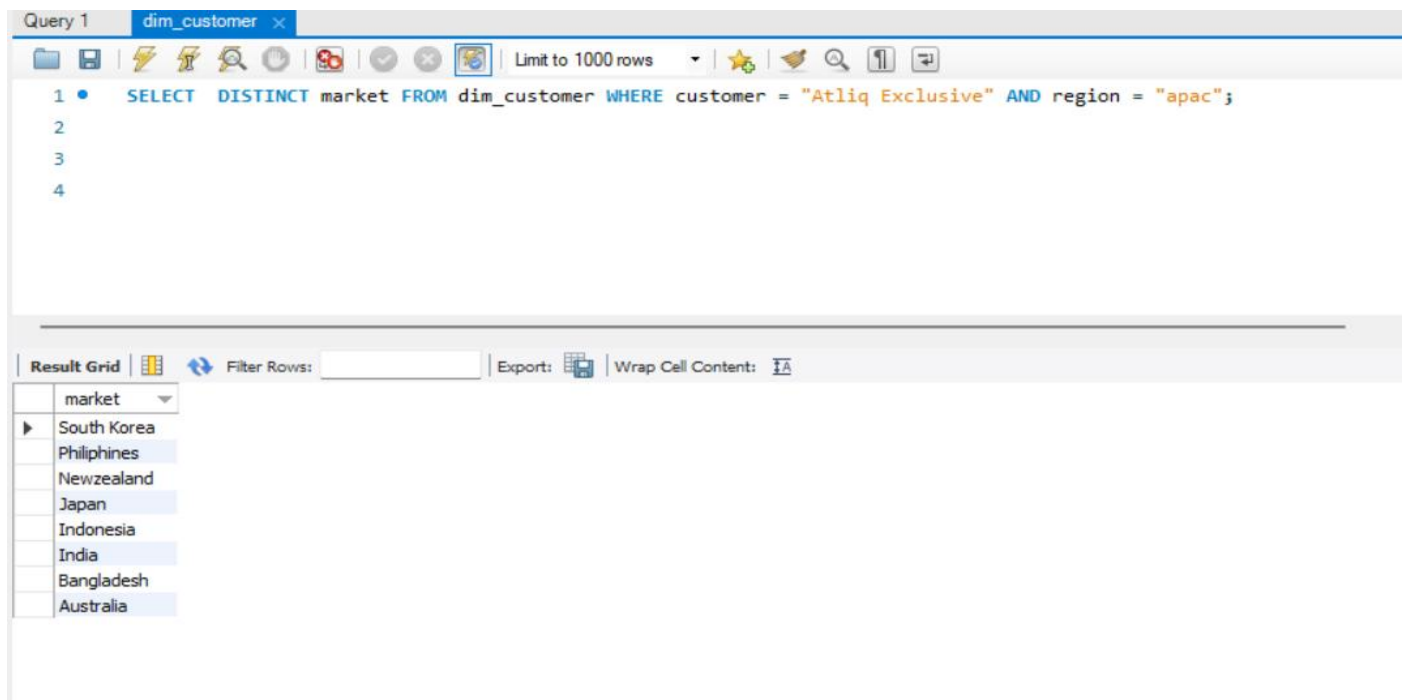 Query 1 dim_customer ×
Limit to 1000 rows
1 SELECT DISTINCT market FROM dim_customer WHERE customer = "Atliq Exclusive" AND region = "apac";
2
3
4
Result Grid Filter Rows: Export: Wrap Cell Content: IA
market
South Korea
Philiphines
Newzealand
Japan
Indonesia
India
Bangladesh
Australia